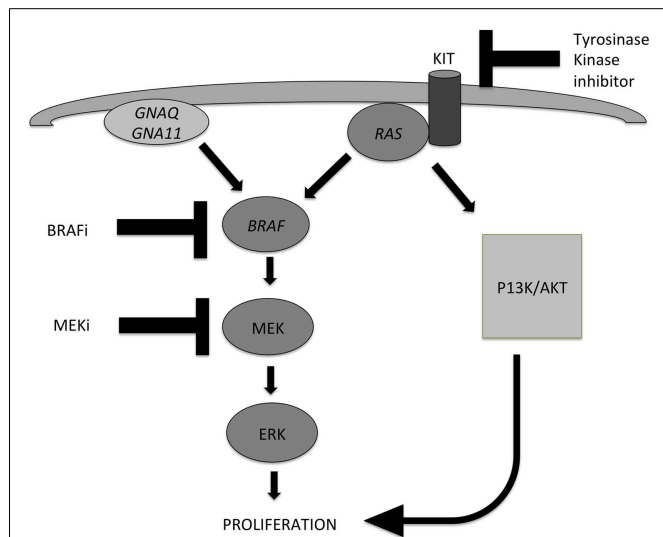 KIT
Tyrosinase
Kinase
inhibitor
GNAQ
GNA11
RAS
BRAFi
BRAF
P13K/AKT
MEKi
MEK
ERK
PROLIFERATION